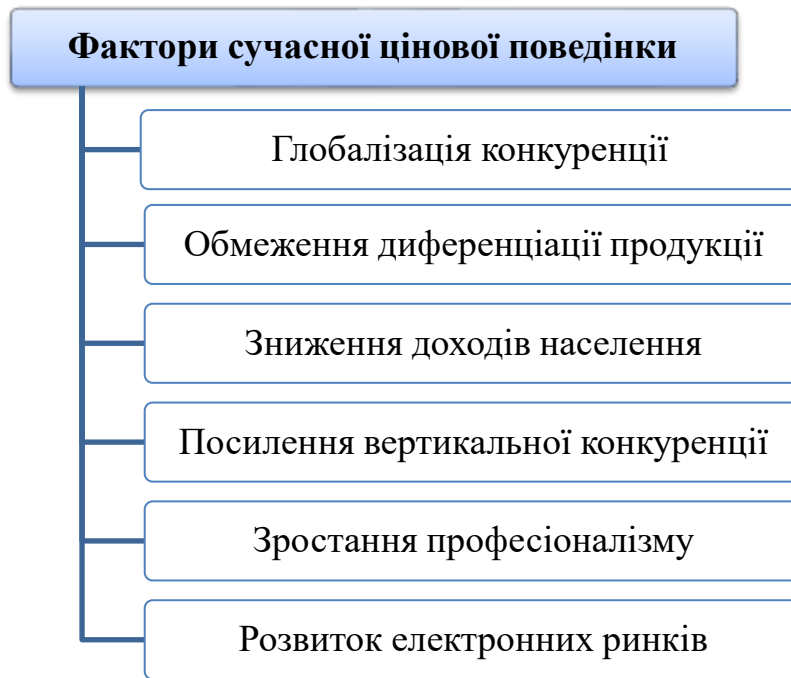 Фактори сучасної цінової поведінки
Глобалізація конкуренції
Обмеження диференціації продукції
Зниження доходів населення
Посилення вертикальної конкуренції
Зростання професіоналізму
Розвиток електронних ринків